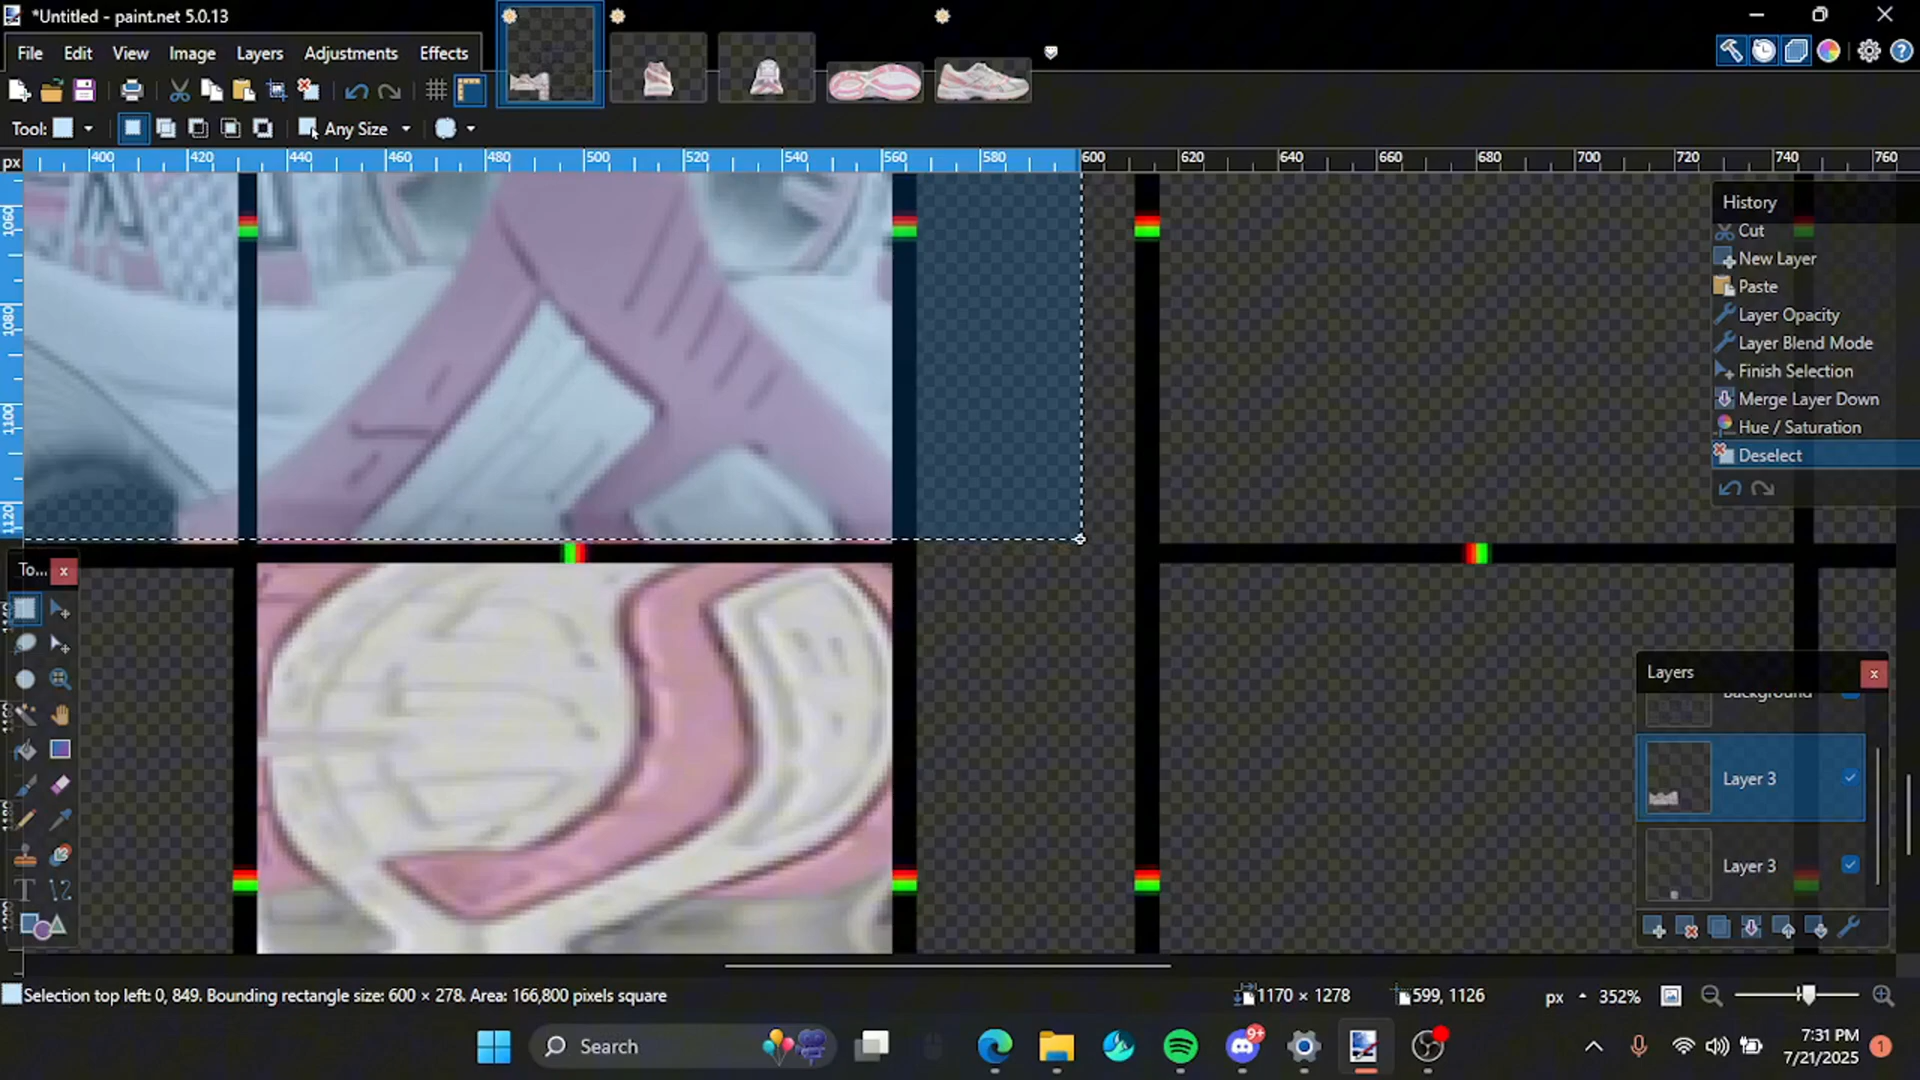 *Untitled - paint.net 5.0.13
File Edit View Image Layers Adjustments Effects
Tool: Any Size
px 400 420 440 460 480 500 520 540 560 580 600 620 640 660 680 700 720 740 760
1060
1080
1100
1120
History
Cut
New Layer
Paste
Layer Opacity
Layer Blend Mode
Finish Selection
Merge Layer Down
Hue / Saturation
Deselect
To... x
Layers x
Background
Layer 3
Layer 3
Selection top left: 0, 849. Bounding rectangle size: 600 × 278. Area: 166,800 pixels square
1170 × 1278
599, 1126
px
352%
Search
9+
7:31 PM
7/21/2025
1